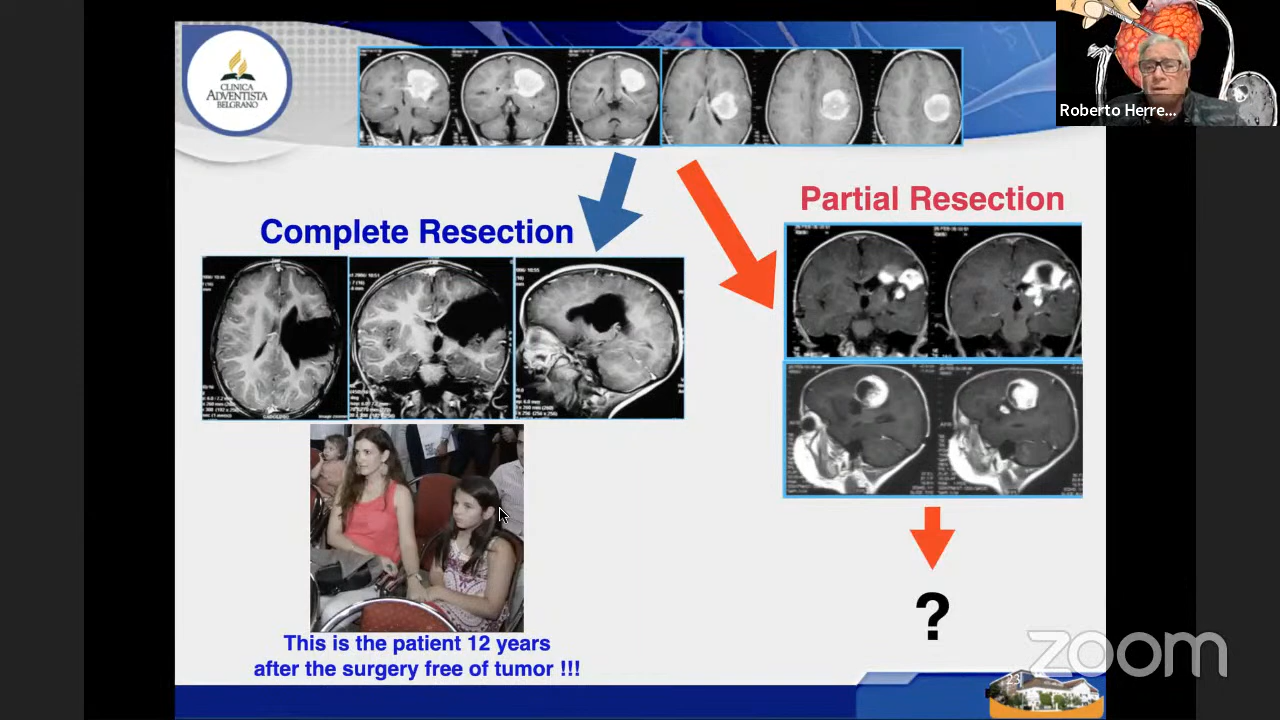 CLINICA
ADVENTISTA
BELGRANO
Roberto Herre...
Partial Resection
Complete Resection
This is the patient 12 years
after the surgery free of tumor !!!
?
zoom
23